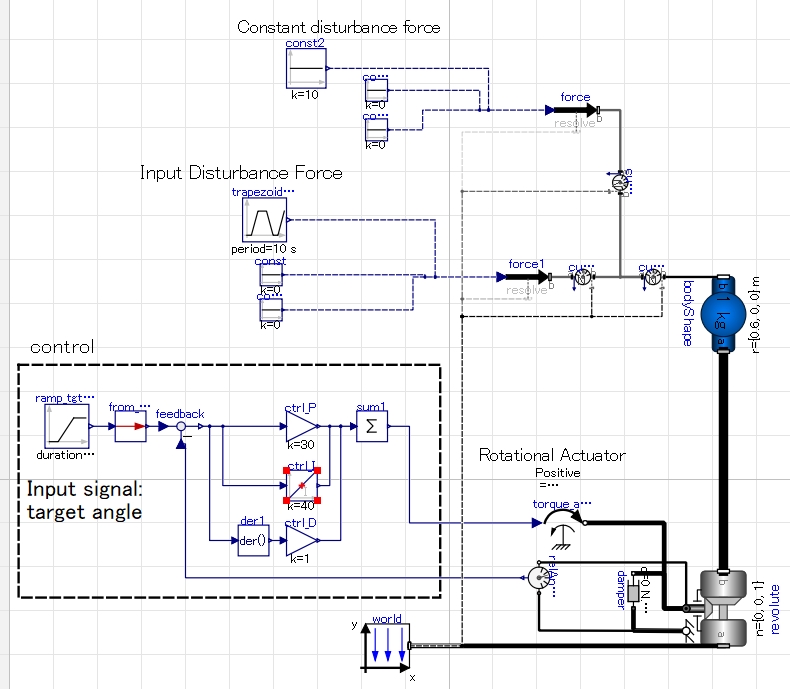 Constant disturbance force
const2
k=10
co...
k=0
co...
k=0
force
resolve
b
Input Disturbance Force
trapezoid...
period=10 s
const
k=0
co...
k=0
force1
resolve
b
cu...
cu...
cu...
bodyShape
b
1 kg
a
r={0.6, 0, 0} m
control
ramp_tgt...
duration...
from_...
feedback
ctrl_P
k=30
sum1
Σ
ctrl_I
k=40
der1
der()
ctrl_D
k=1
Input signal:
target angle
Rotational Actuator
Positive
=...
torque_a...
relAn...
damper
world
y
x
b
a
n={0, 0, 1}
revolute